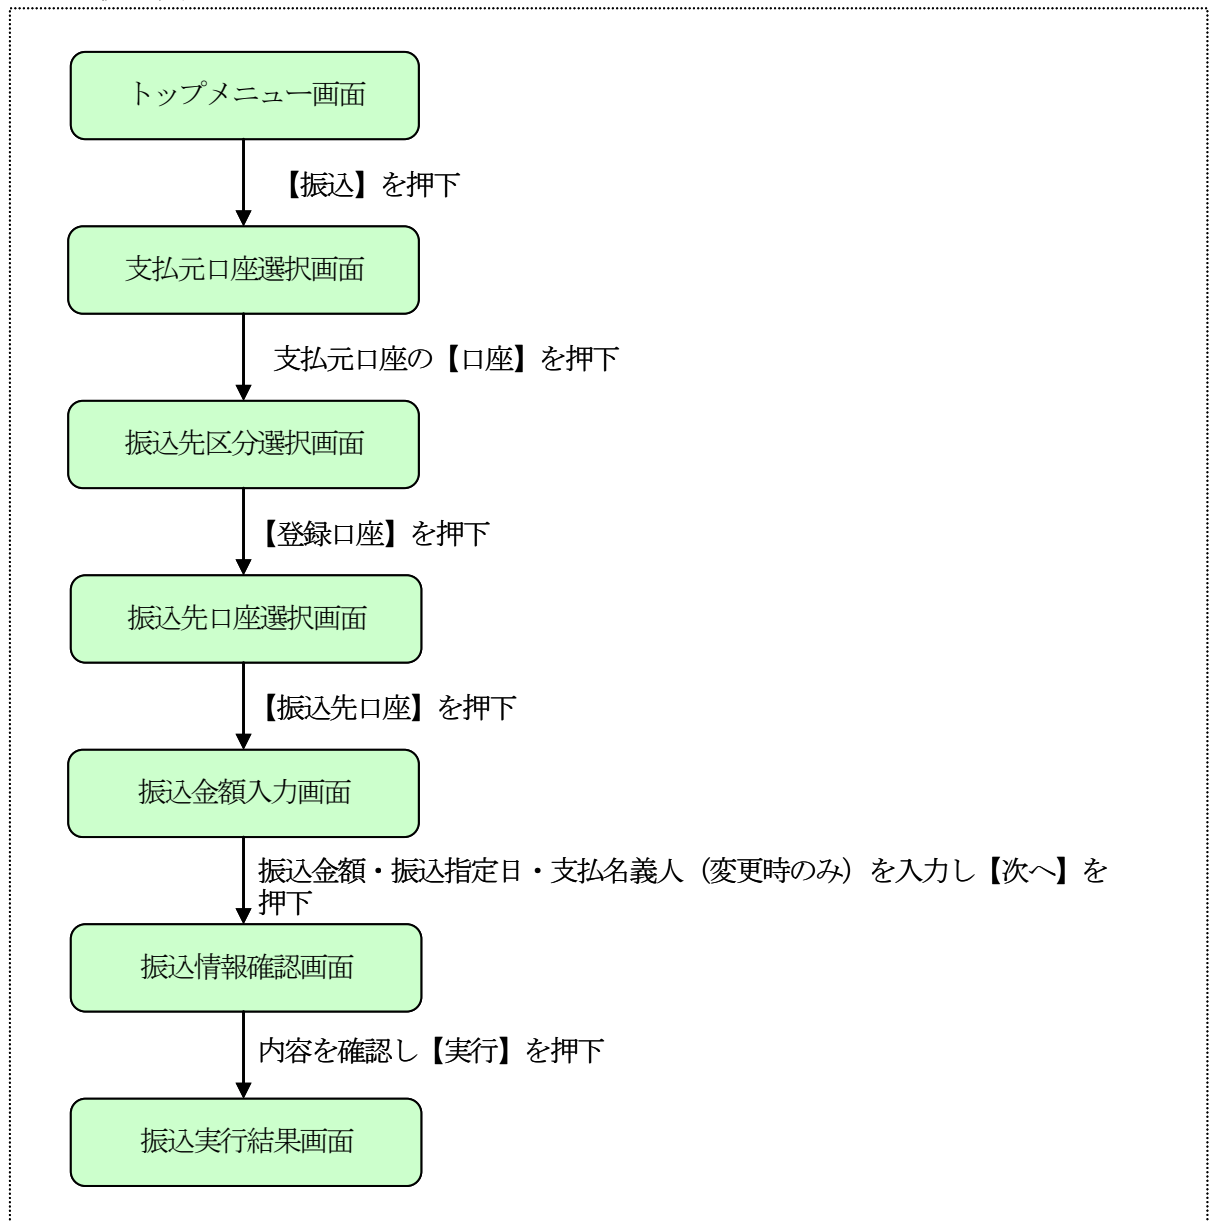 トップメニュー画面
【振込】を押下
支払元口座選択画面
支払元口座の【口座】を押下
振込先区分選択画面
【登録口座】を押下
振込先口座選択画面
【振込先口座】を押下
振込金額入力画面
振込金額・振込指定日・支払名義人（変更時のみ）を入力し【次へ】を
押下
振込情報確認画面
内容を確認し【実行】を押下
振込実行結果画面